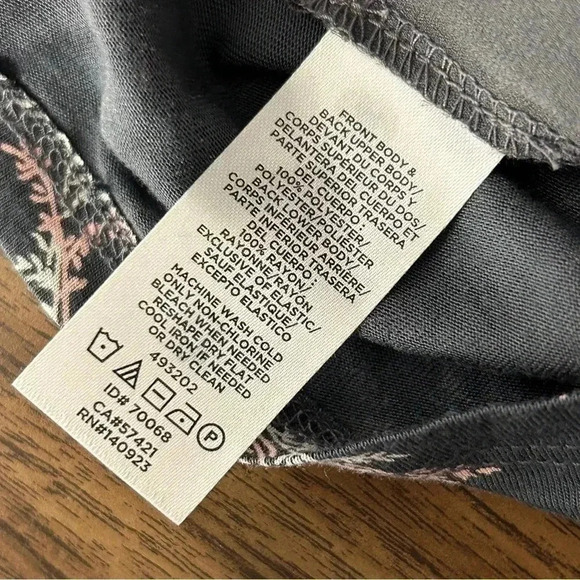 FRONT BODY &
BACK UPPER BODY/
DEVANT DU CORPS Y
CORPS SUPÉRIEUR DU DOS/
DELANTERA DEL CUERPO ET
PARTE SUPERIOR TRASERA
DEL CUERPO:
100% POLYESTER/
POLYESTER/POLIÉSTER
BACK LOWER BODY/
CORPS INFÉRIEUR ARRIÈRE/
PARTE INFERIOR TRASERA
DEL CUERPO:
100% RAYON/
RAYONNE/RAYÓN
EXCLUSIVE OF ELASTIC/
SAUF ÉLASTIQUE/
EXCEPTO ELÁSTICO
MACHINE WASH COLD
ONLY NON-CHLORINE
BLEACH WHEN NEEDED
RESHAPE, DRY FLAT
COOL IRON IF NEEDED
OR DRY CLEAN
493202
P
ID# 70068
CA#57421
RN#140923